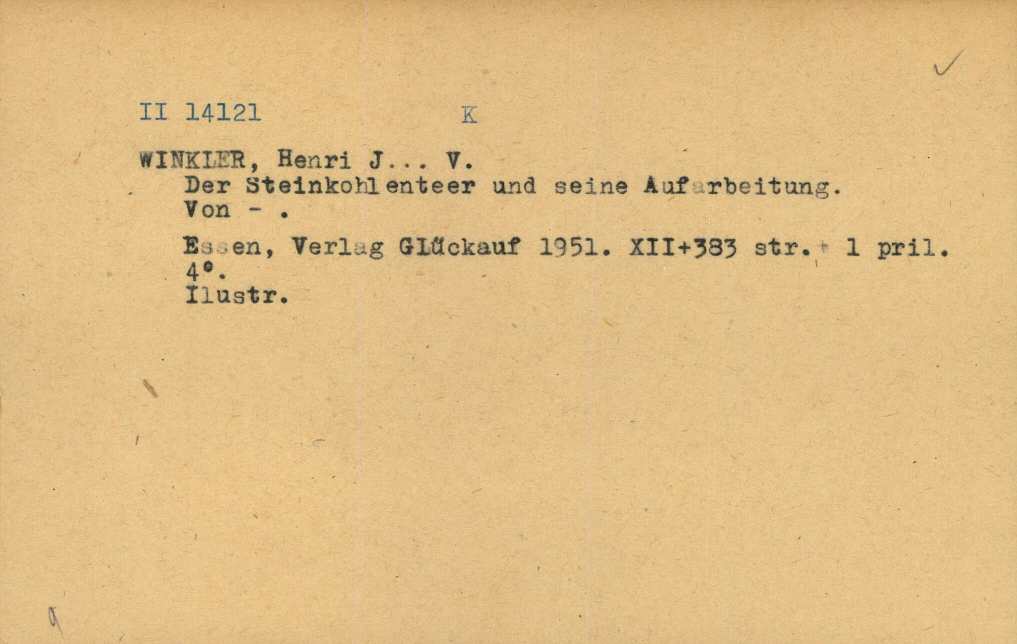 II 14121 K
WINKLER, Henri J... V.
Der Steinkohlenteer und seine Aufarbeitung.
Von - .
Essen, Verlag Glückauf 1951. XII+383 str. + 1 pril.
4°.
Ilustr.